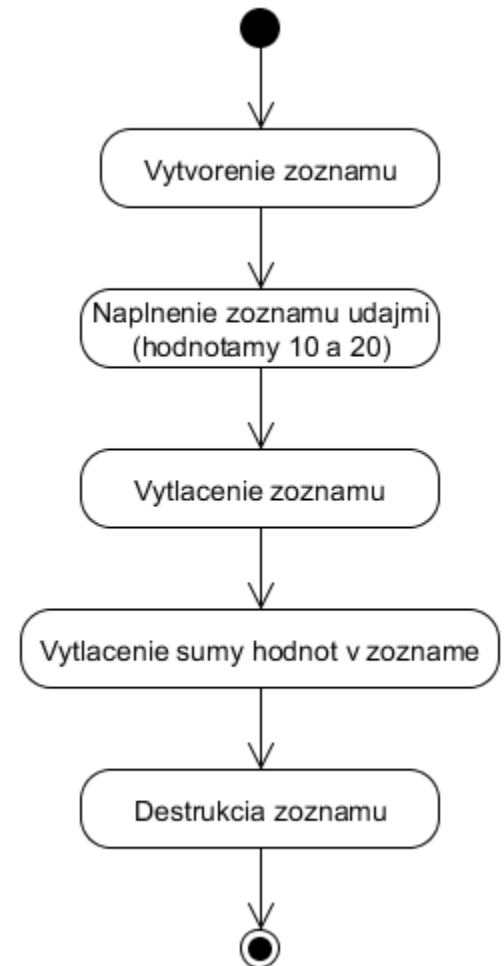 Vytvorenie zoznamu
Naplnenie zoznamu udajmi
(hodnotamy 10 a 20)
Vytlacenie zoznamu
Vytlacenie sumy hodnot v zozname
Destrukcia zoznamu